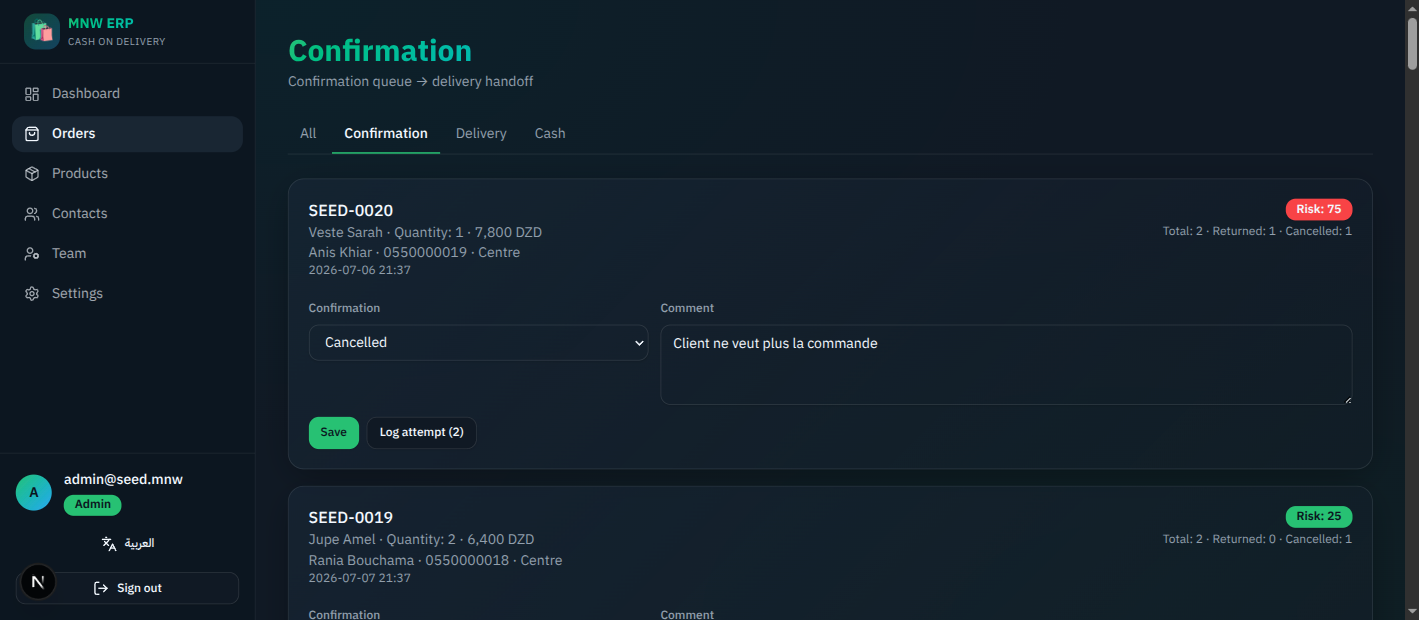 MNW ERP
CASH ON DELIVERY
Dashboard
Orders
Products
Contacts
Team
Settings
A
admin@seed.mnw
Admin
العربية
N
Sign out
Confirmation
Confirmation queue → delivery handoff
All Confirmation Delivery Cash
SEED-0020
Risk: 75
Veste Sarah · Quantity: 1 · 7,800 DZD
Total: 2 · Returned: 1 · Cancelled: 1
Anis Khiar · 0550000019 · Centre
2026-07-06 21:37
Confirmation
Comment
Cancelled
Client ne veut plus la commande
Save
Log attempt (2)
SEED-0019
Risk: 25
Jupe Amel · Quantity: 2 · 6,400 DZD
Total: 2 · Returned: 0 · Cancelled: 1
Rania Bouchama · 0550000018 · Centre
2026-07-07 21:37
Confirmation
Comment